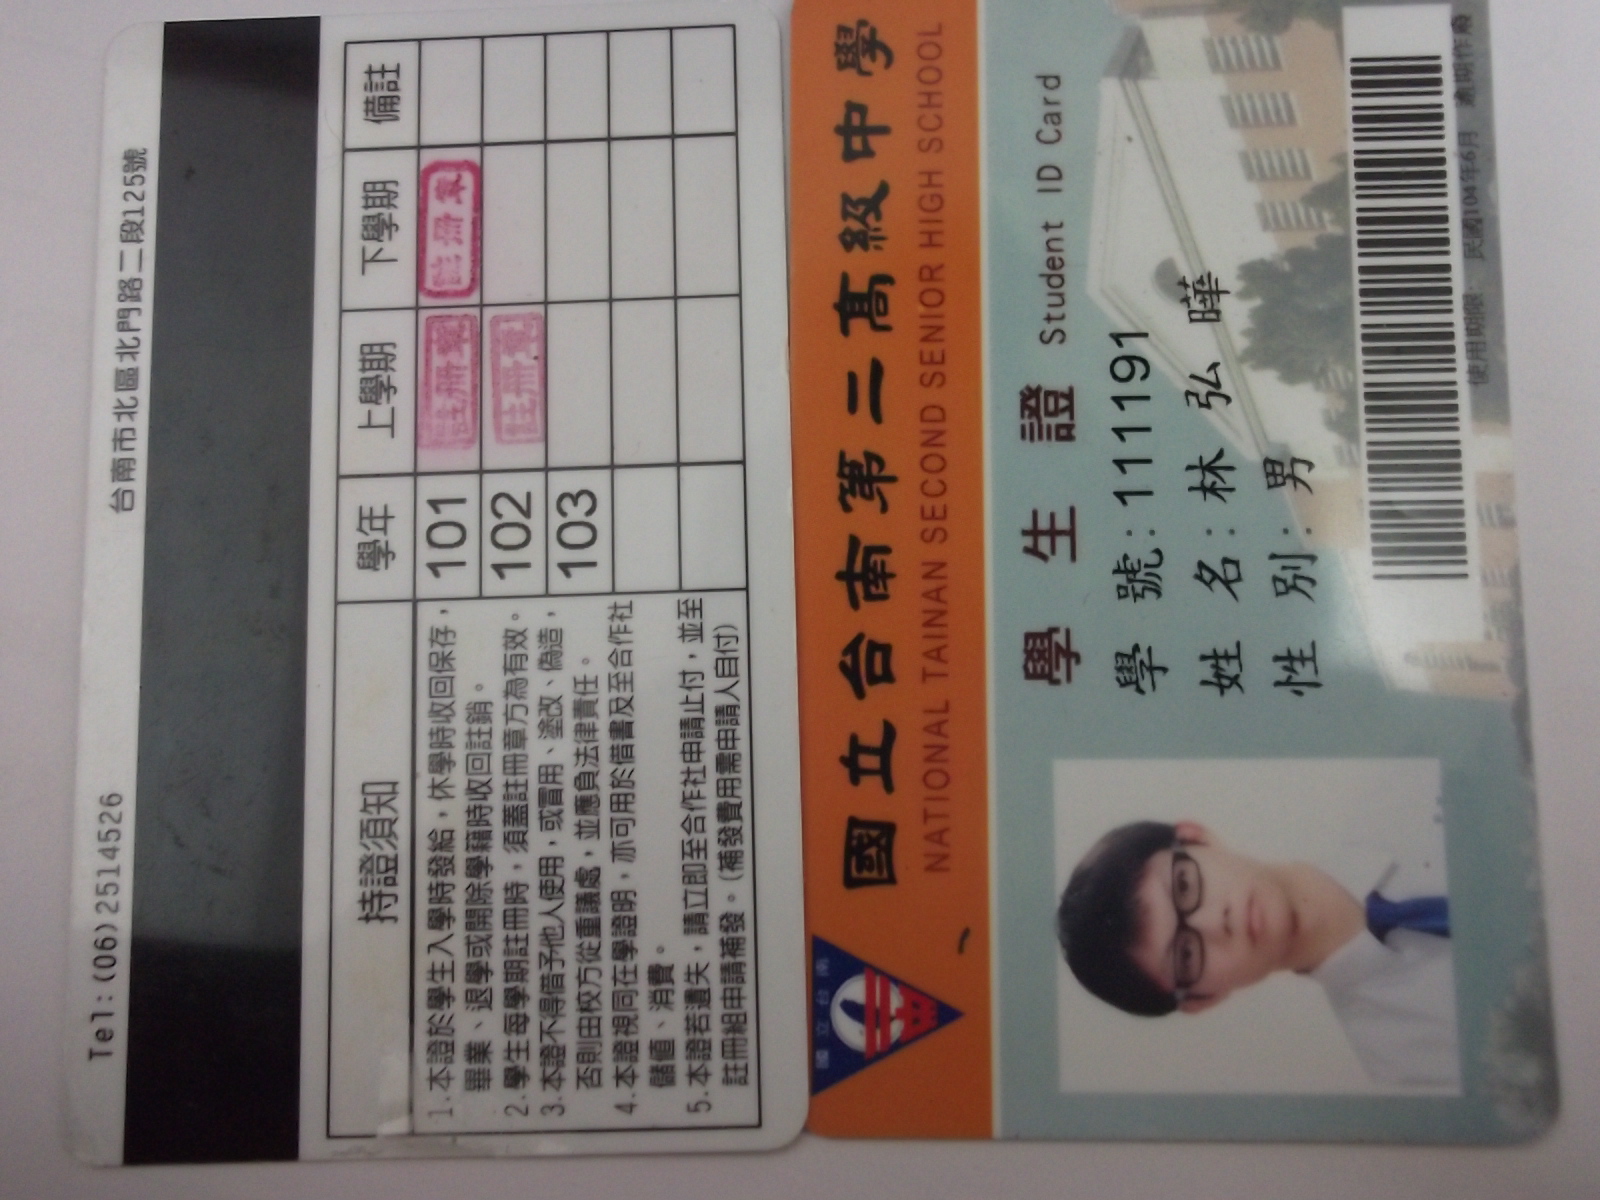 台南市北區北門路二段125號
Tel:(06)2514526
持證須知
學年 上學期 下學期 備註
101 註冊章 註冊章
102 註冊章
103
1.本證於學生入學時發給，休學時收回保存，
畢業、退學或開除學籍時收回註銷。
2.學生每學期註冊時，須蓋註冊章方為有效。
3.本證不得借予他人使用，或冒用、塗改、偽造，
否則由校方從重議處，並應負法律責任。
4.本證視同在學證明，亦可用於借書及至合作社
儲值、消費。
5.本證若遺失，請立即至合作社申請止付，並至
註冊組申請補發。(補發費用需申請人自付)
國立台南
國立台南第二高級中學
NATIONAL TAINAN SECOND SENIOR HIGH SCHOOL
學生證 Student ID Card
學號:111191
姓名:林弘曄
性別:男
使用期限: 民國104年6月 逾期作廢